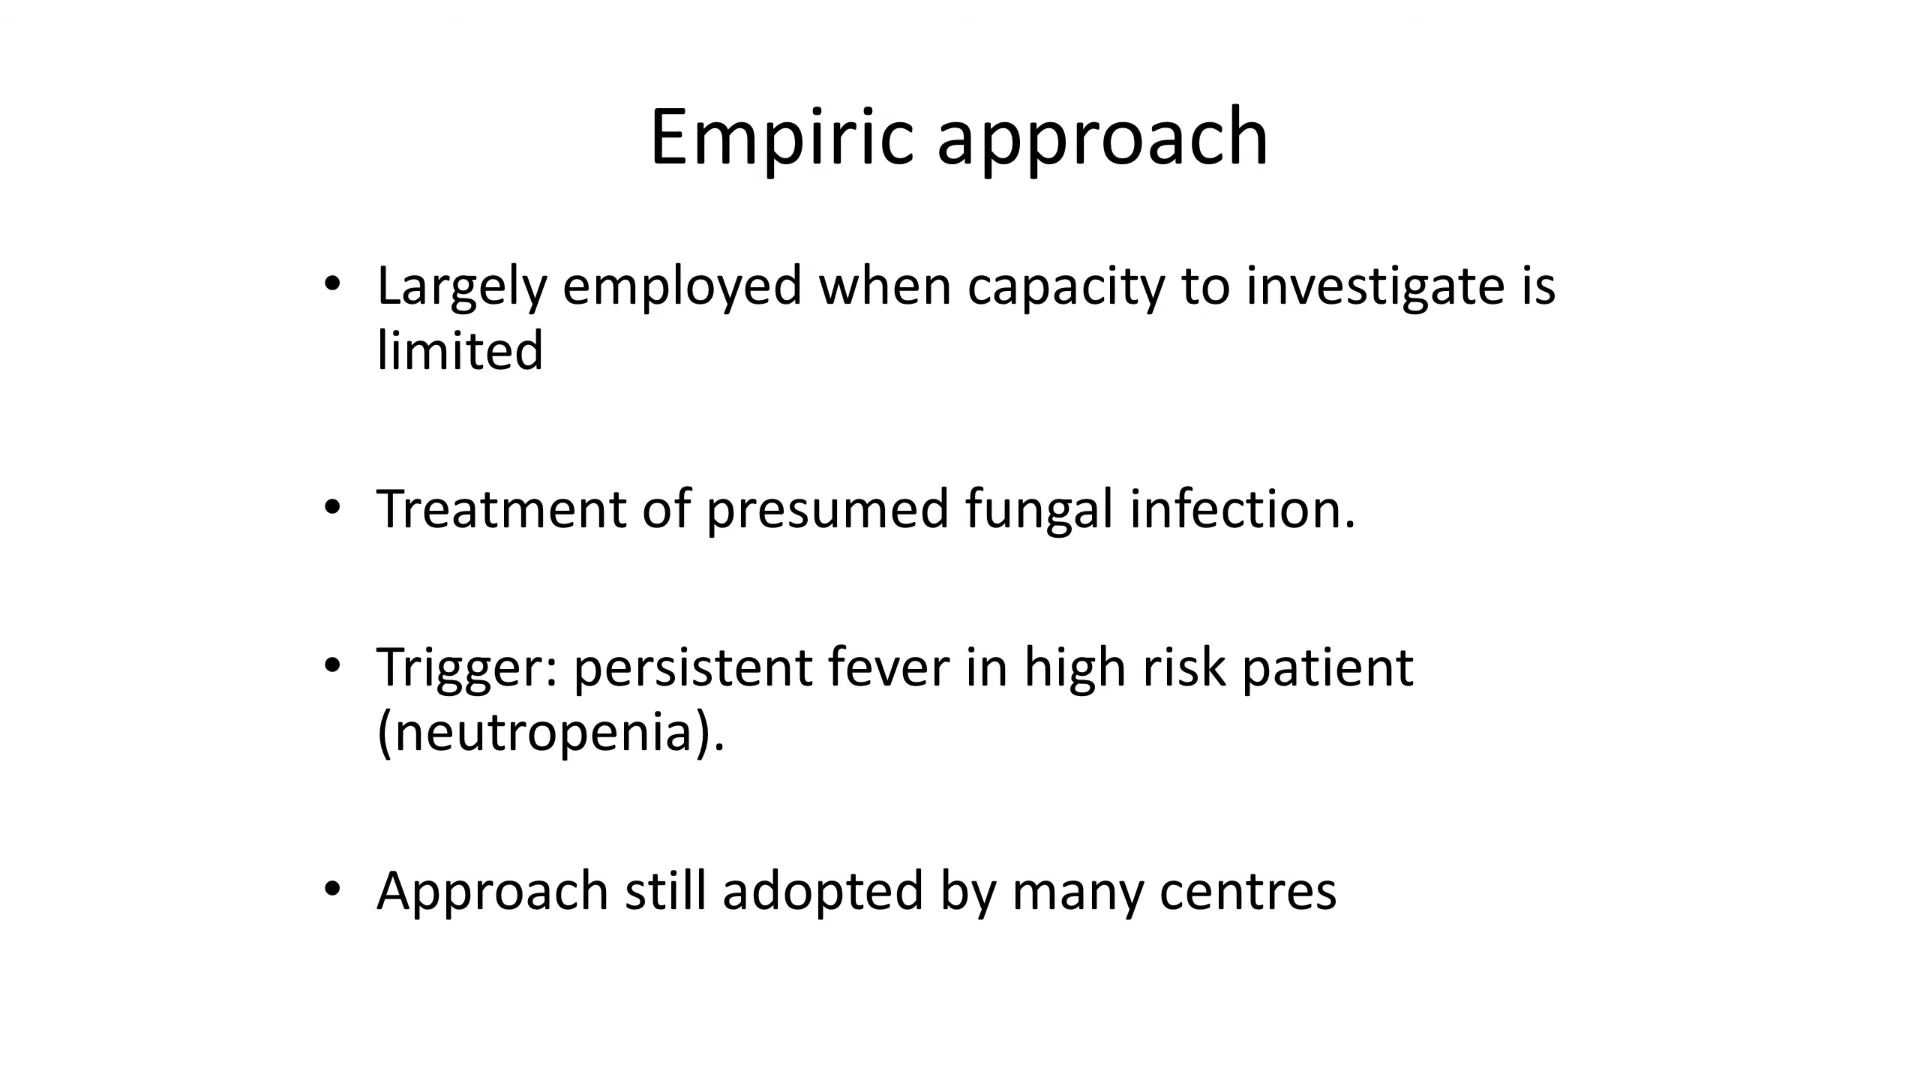 Empiric approach
• Largely employed when capacity to investigate is
limited
• Treatment of presumed fungal infection.
• Trigger: persistent fever in high risk patient
(neutropenia).
• Approach still adopted by many centres